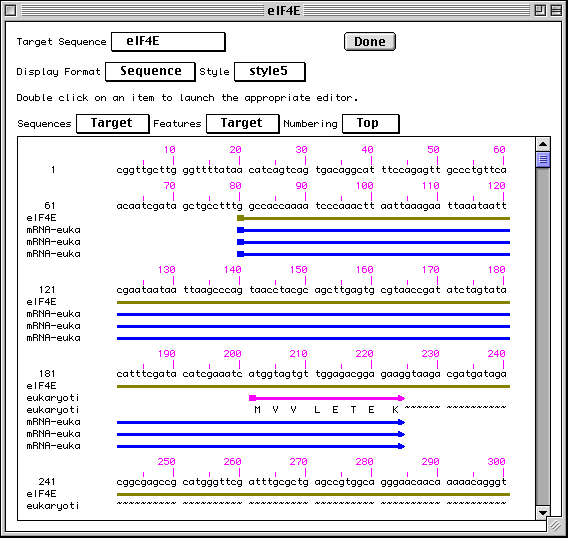 eIF4E
Target Sequence eIF4E Done
Display Format Sequence Style style5
Double click on an item to launch the appropriate editor.
Sequences Target Features Target Numbering Top
10 20 30 40 50 60
1 cggttgcttg ggttttataa catcagtcag tgacaggcat ttccagagtt gccctgttca
70 80 90 100 110 120
61 acaatcgata gctgcctttg gccaccaaaa tcccaaactt aattaaagaa ttaataatt
eIF4E
mRNA-euka
mRNA-euka
mRNA-euka
130 140 150 160 170 180
121 cgaataataa ttaagcccag taacctacgc agcttgagtg cgtaaccgat atctagtata
eIF4E
mRNA-euka
mRNA-euka
mRNA-euka
190 200 210 220 230 240
181 catttcgata catcgaaatc atggtagtgt tggagacgga gaaggtaaga cgatgataga
eIF4E
eukaryoti
eukaryoti M V V L E T E K ~~~~~~ ~~~~~~~~~~
mRNA-euka
mRNA-euka
mRNA-euka
250 260 270 280 290 300
241 cggcgagccg catgggttcg atttgcgctg agccgtggca gggaacaaca aaaacagggt
eIF4E
eukaryoti ~~~~~~~~~~ ~~~~~~~~~~ ~~~~~~~~~~ ~~~~~~~~~~ ~~~~~~~~~~ ~~~~~~~~~~